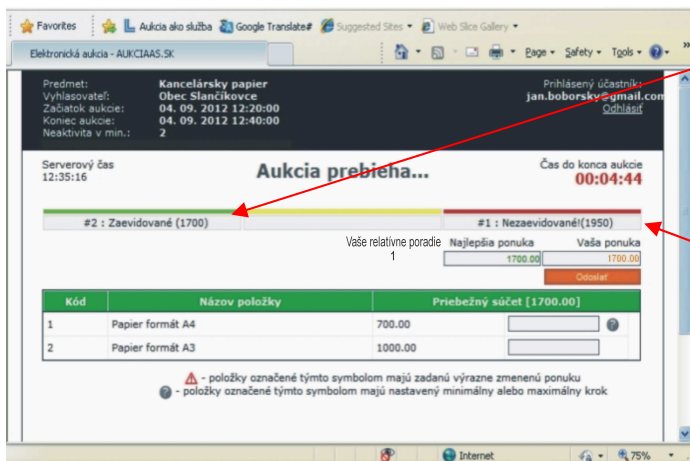 Favorites Aukcia ako služba Google Translate# Suggested Sites Web Slice Gallery
Elektronická aukcia - AUKCIAAS.SK Page Safety Tools »
Predmet: Kancelársky papier Prihlásený účastník:
Vyhlasovateľ: Obec Slančíkovce jan.boborsky@gmail.com
Začiatok aukcie: 04. 09. 2012 12:20:00 Odhlásiť
Koniec aukcie: 04. 09. 2012 12:40:00
Neaktivita v min.: 2
Serverový čas Aukcia prebieha... Čas do konca aukcie
12:35:16 00:04:44
#2 : Zaevidované (1700) #1 : Nezaevidované!(1950)
Vaše relatívne poradie Najlepšia ponuka Vaša ponuka
1 1700.00 1700.00
Odoslať
Kód Názov položky Priebežný súčet [1700.00]
1 Papier formát A4 700.00 ?
2 Papier formát A3 1000.00
- položky označené týmto symbolom majú zadanú výrazne zmenenú ponuku
? - položky označené týmto symbolom majú nastavený minimálny alebo maximálny krok
Internet 75%